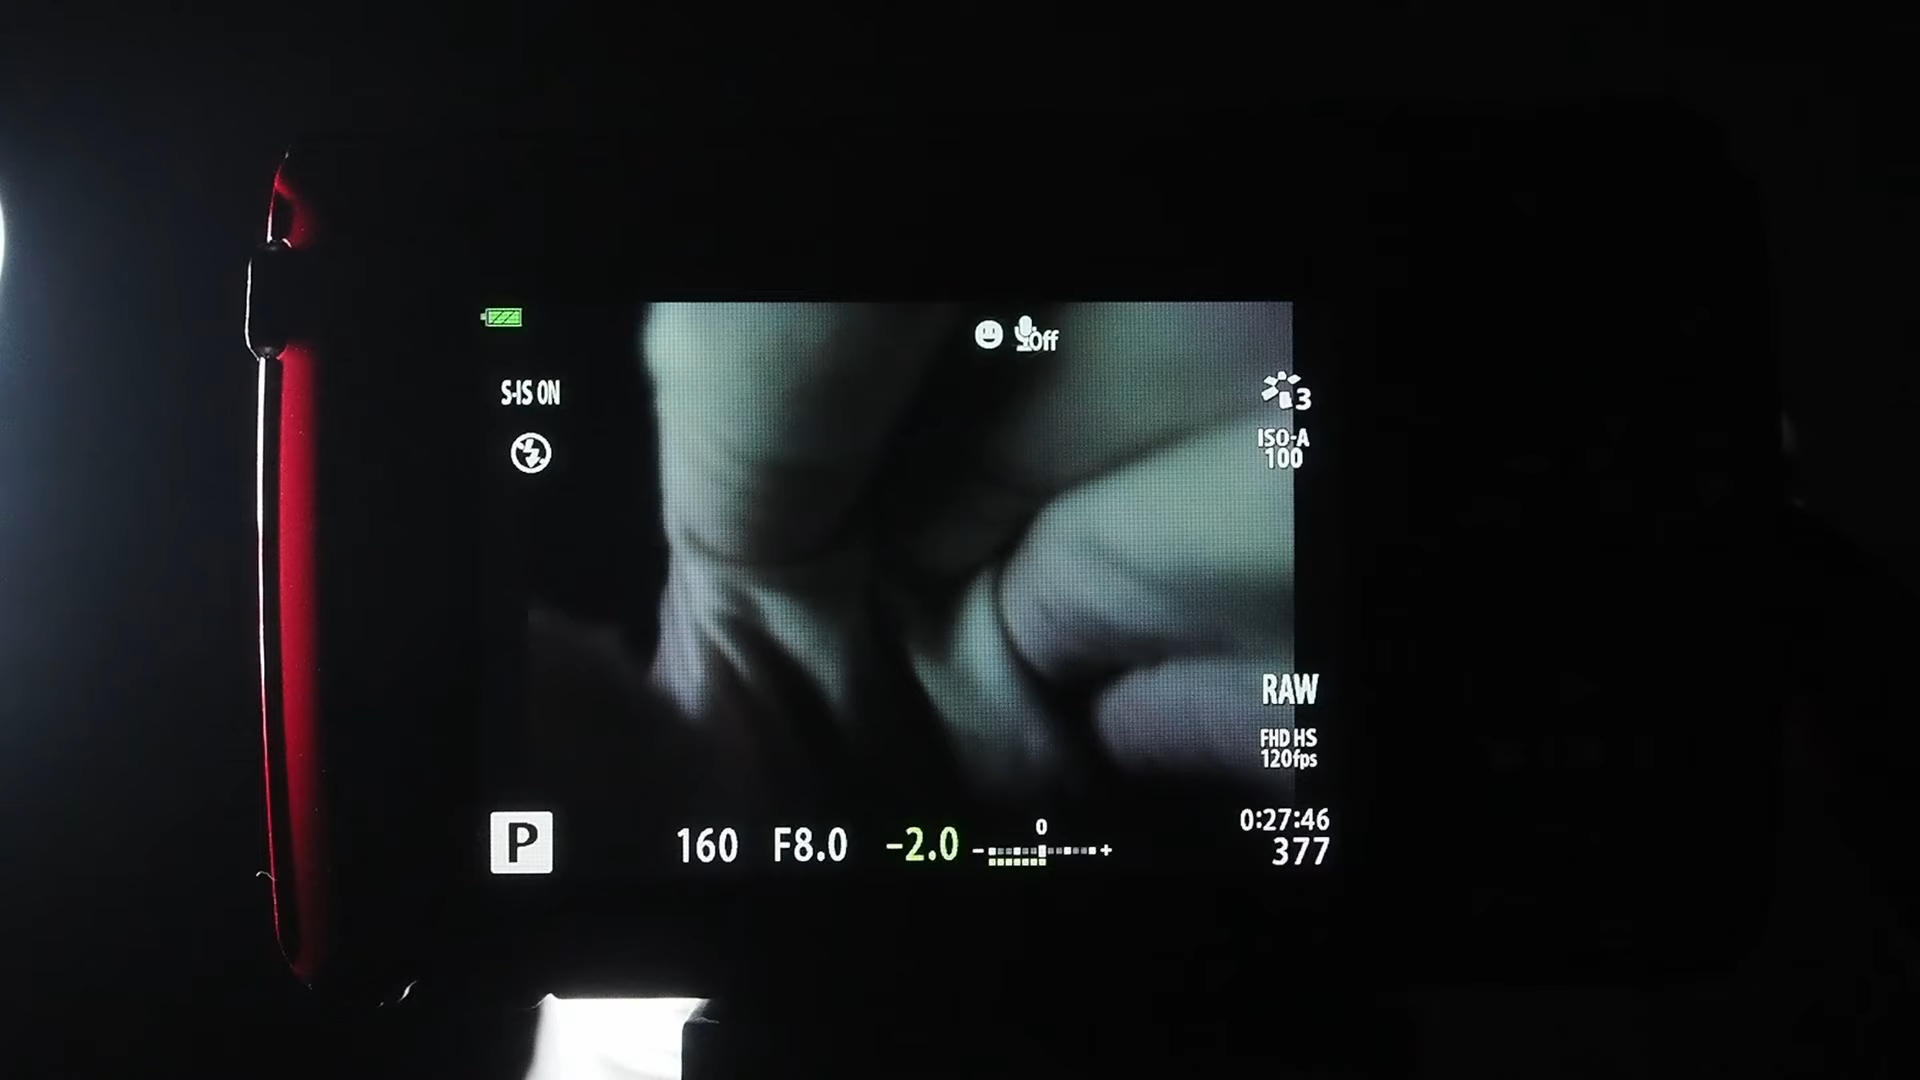 Off
S-IS ON
3
ISO-A
100
RAW
FHD HS
120fps
0:27:46
P 160 F8.0 -2.0 - 0 + 377